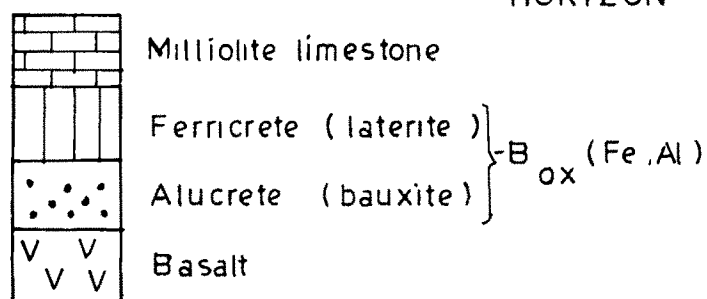 HORIZON
Milliolite limestone
Ferricrete ( laterite )
B ox (Fe,Al)
Alucrete (bauxite)
Basalt